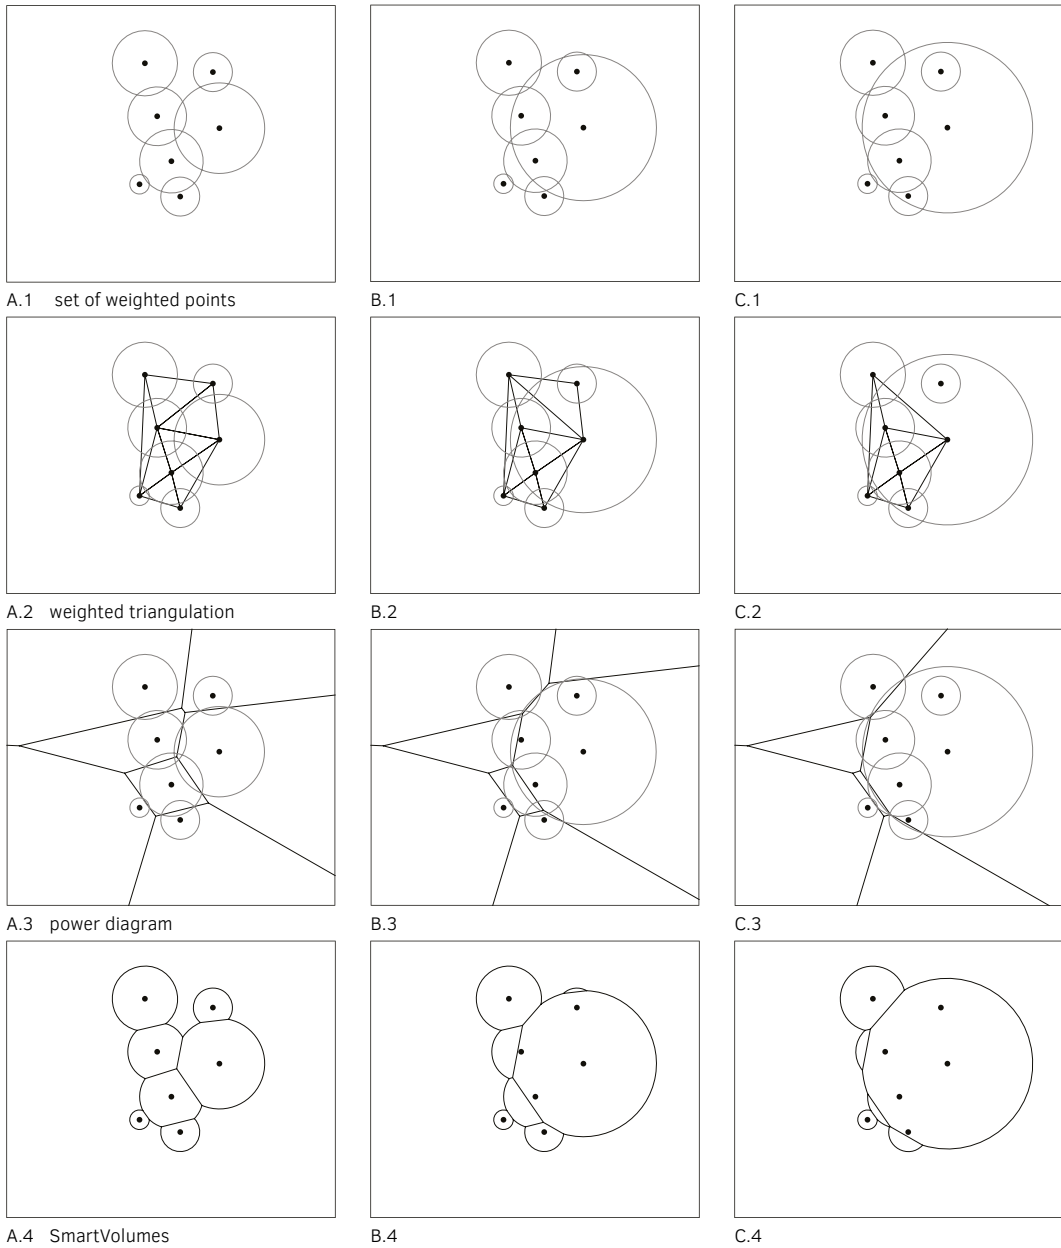 A.1 set of weighted points
B.1
C.1
A.2 weighted triangulation
B.2
C.2
A.3 power diagram
B.3
C.3
A.4 SmartVolumes
B.4
C.4